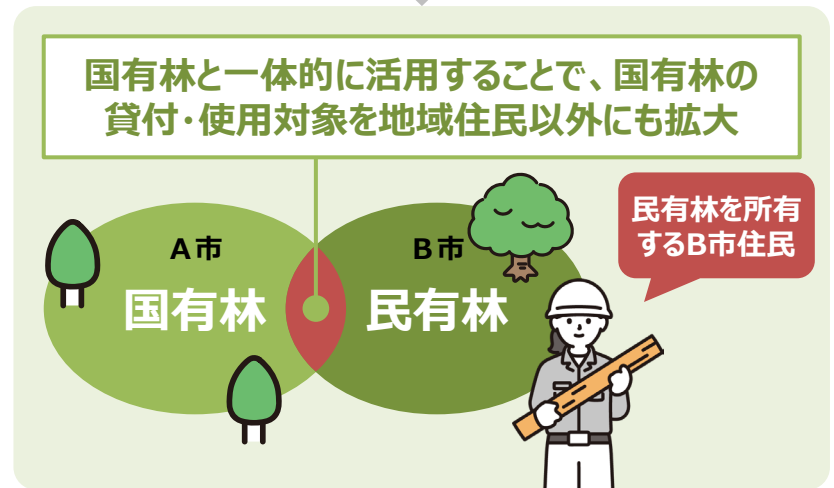 国有林と一体的に活用することで、国有林の
貸付・使用対象を地域住民以外にも拡大
民有林を所有
するB市住民
A市
国有林
B市
民有林